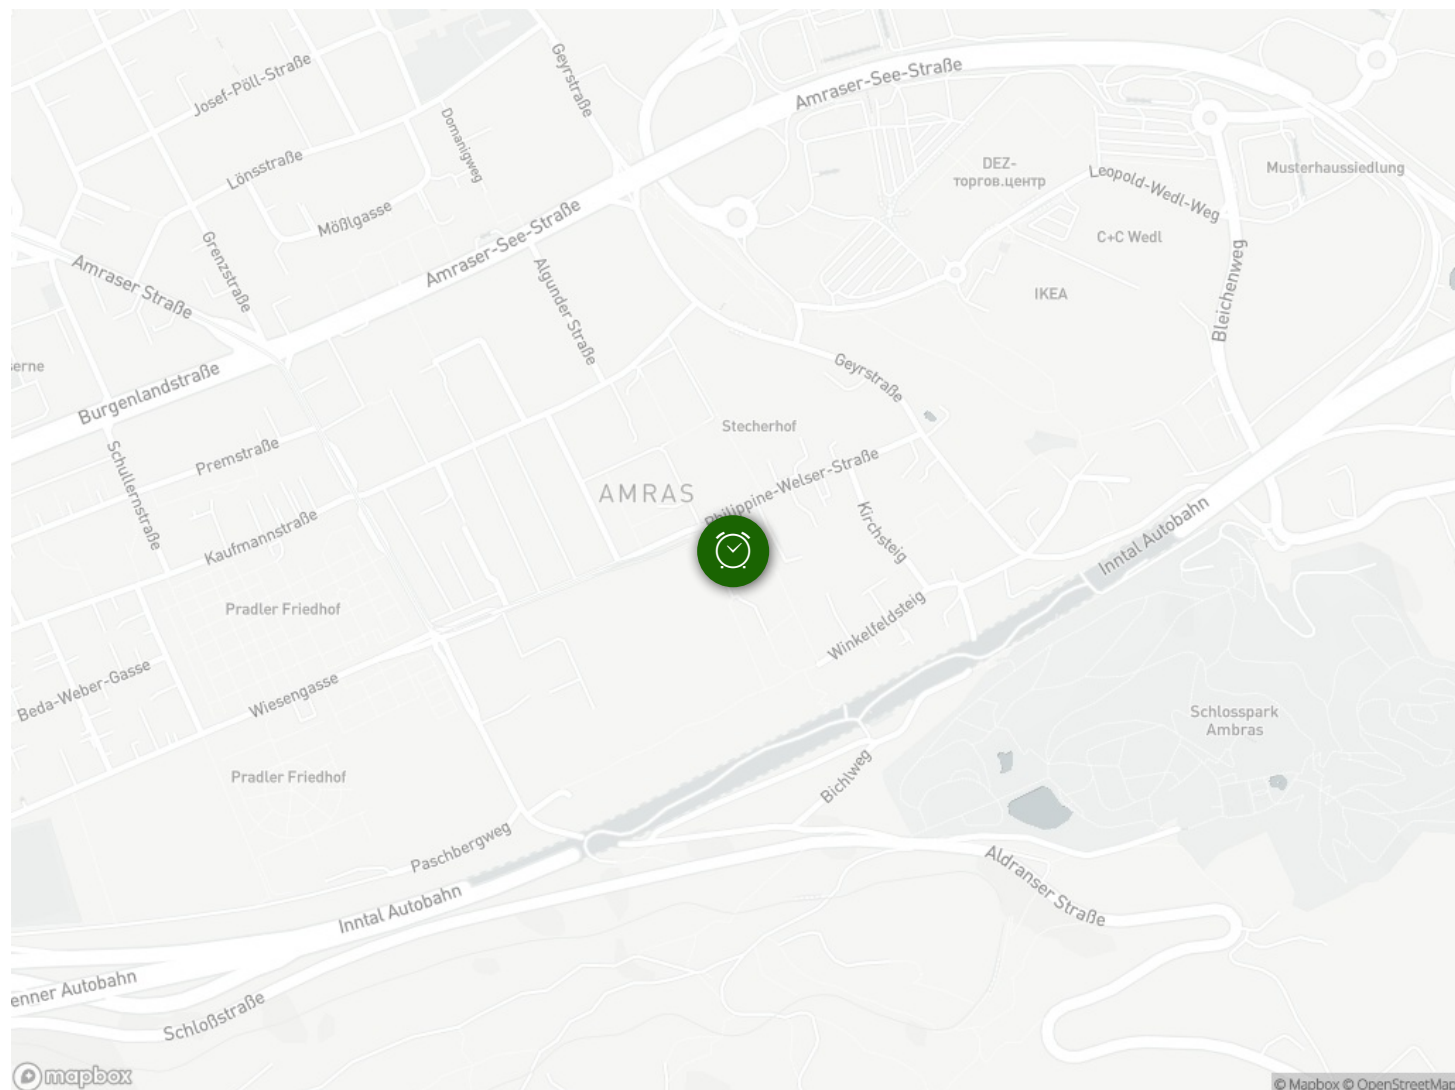 Josef-Pöll-Straße
Geyrstraße
Amraser-See-Straße
Domanigweg
Lönsstraße
DEZ-
торгов.центр
Musterhaussiedlung
Leopold-Wedl-Weg
Mößlgasse
Amraser-See-Straße
C+C Wedl
Grenzstraße
Amraser Straße
Algunder Straße
IKEA
Bleichenweg
erne
Burgenlandstraße
Geyrstraße
Stecherhof
Premstraße
Schullernstraße
AMRAS
Philippine-Welser-Straße
Kaufmannstraße
Kirchsteig
Inntal Autobahn
Pradler Friedhof
Winkelfeldsteig
Beda-Weber-Gasse
Wiesengasse
Schlosspark
Ambras
Pradler Friedhof
Bichlweg
Paschbergweg
Aldranser Straße
Inntal Autobahn
enner Autobahn
Schloßstraße
mapbox
© Mapbox © OpenStreetMap